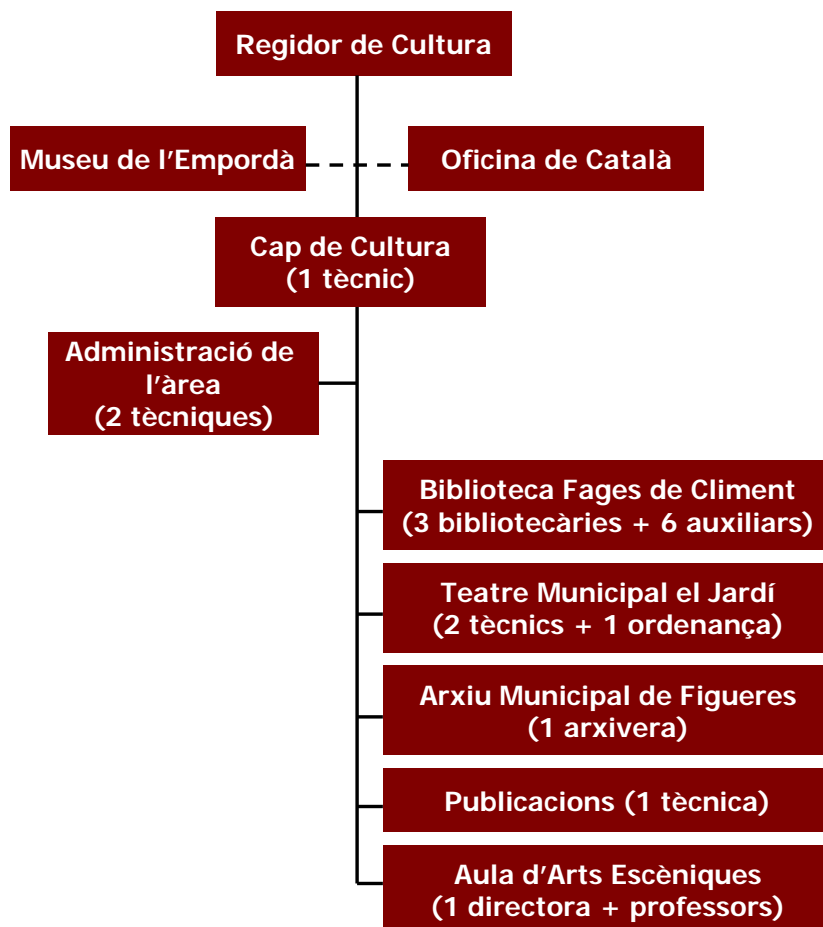 Regidor de Cultura
Museu de l'Empordà
Oficina de Català
Cap de Cultura
(1 tècnic)
Administració de
l'àrea
(2 tècniques)
Biblioteca Fages de Climent
(3 bibliotecàries + 6 auxiliars)
Teatre Municipal el Jardí
(2 tècnics + 1 ordenança)
Arxiu Municipal de Figueres
(1 arxivera)
Publicacions (1 tècnica)
Aula d'Arts Escèniques
(1 directora + professors)